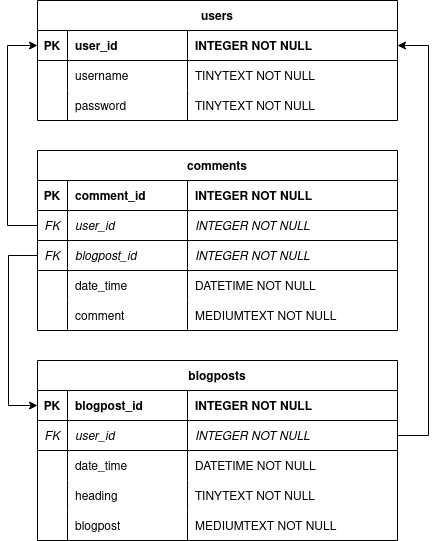 users
PK user_id INTEGER NOT NULL
username TINYTEXT NOT NULL
password TINYTEXT NOT NULL
comments
PK comment_id INTEGER NOT NULL
FK user_id INTEGER NOT NULL
FK blogpost_id INTEGER NOT NULL
date_time DATETIME NOT NULL
comment MEDIUMTEXT NOT NULL
blogposts
PK blogpost_id INTEGER NOT NULL
FK user_id INTEGER NOT NULL
date_time DATETIME NOT NULL
heading TINYTEXT NOT NULL
blogpost MEDIUMTEXT NOT NULL